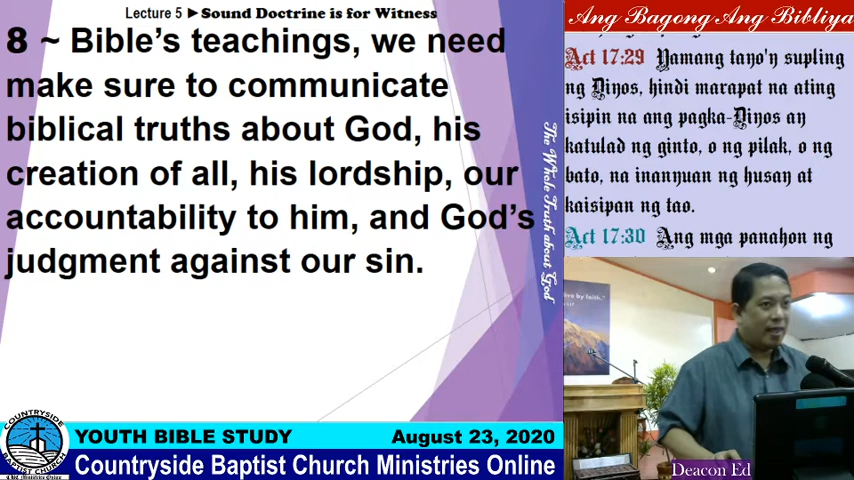 Lecture 5 ►Sound Doctrine is for Witness
8 ~ Bible's teachings, we need
make sure to communicate
biblical truths about God, his
creation of all, his lordship, our
accountability to him, and God's
judgment against our sin.
The Whole Truth about God
Ang Bagong Ang Bibliya
Act 17:29 Yamang tayo'y supling
ng Diyos, hindi marapat na ating
isipin na ang pagka-Diyos ay
katulad ng ginto, o ng pilak, o ng
bato, na inanyuan ng husay at
kaisipan ng tao.
Act 17:30 Ang mga panahon ng
live by faith."
Deacon Ed
COUNTRYSIDE
BAPTIST CHURCH
YOUTH BIBLE STUDY August 23, 2020
Countryside Baptist Church Ministries Online